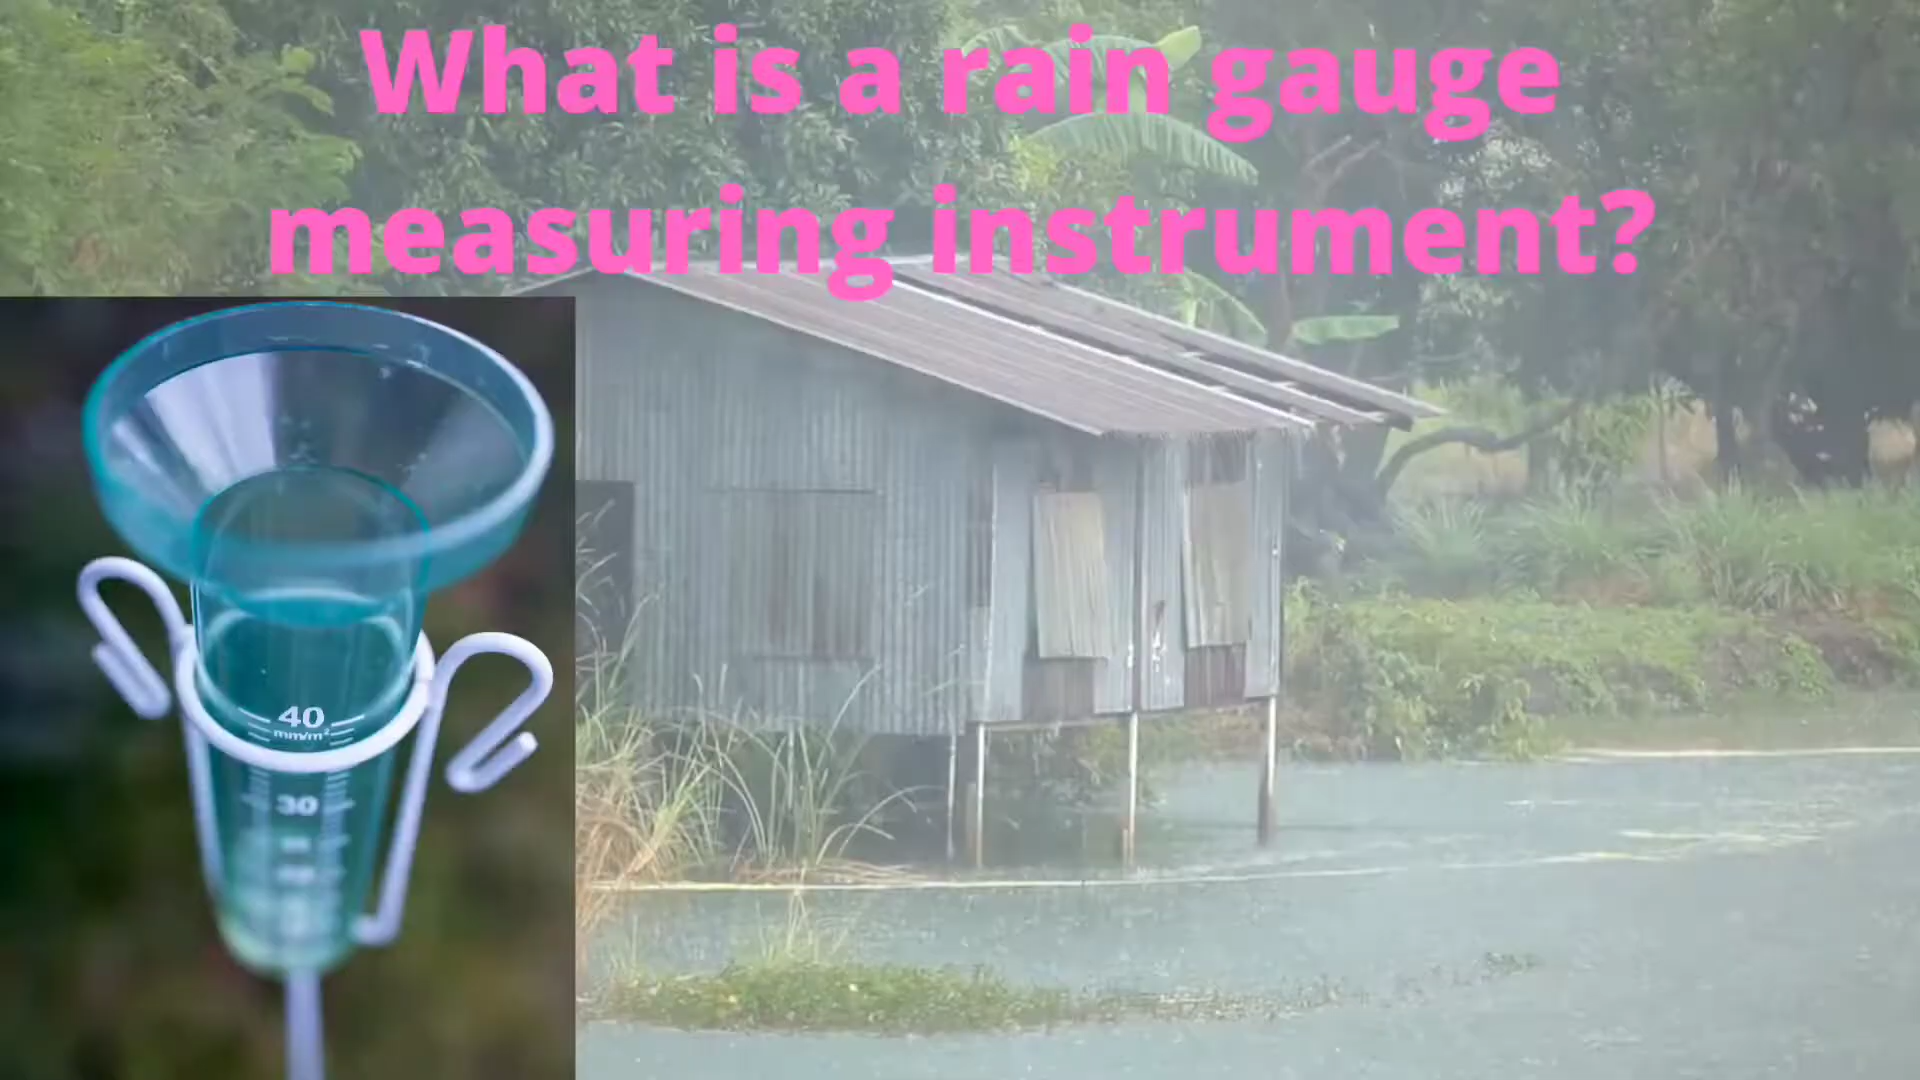 What is a rain gauge
measuring instrument?
40
mm/m²
30